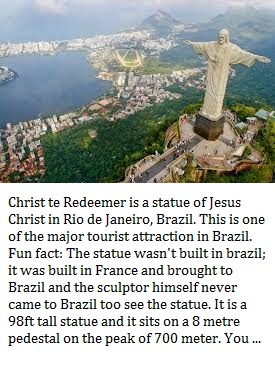 Christ te Redeemer is a statue of Jesus
Christ in Rio de Janeiro, Brazil. This is one
of the major tourist attraction in Brazil.
Fun fact: The statue wasn't built in brazil;
it was built in France and brought to
Brazil and the sculptor himself never
came to Brazil too see the statue. It is a
98ft tall statue and it sits on a 8 metre
pedestal on the peak of 700 meter. You ...